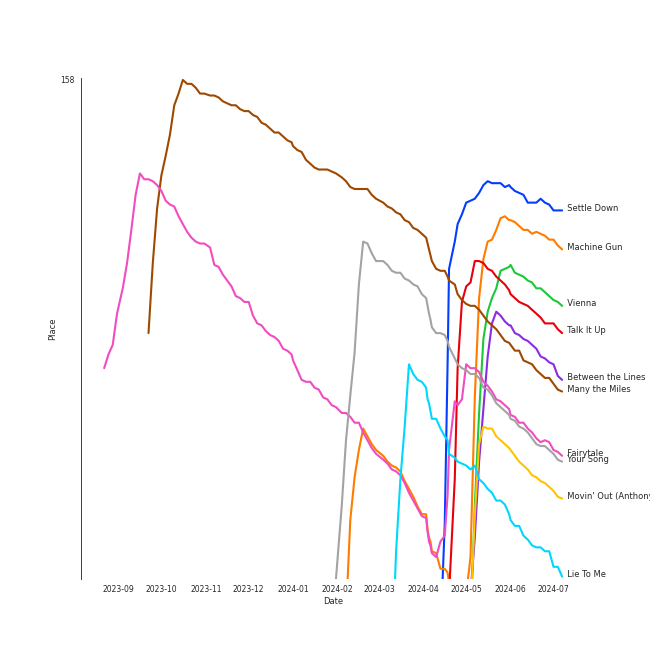 158
Settle Down
Machine Gun
Vienna
Talk It Up
Between the Lines
Many the Miles
Fairytale
Your Song
Movin' Out (Anthony
Lie To Me
Place
2023-09 2023-10 2023-11 2023-12 2024-01 2024-02 2024-03 2024-04 2024-05 2024-06 2024-07
Date